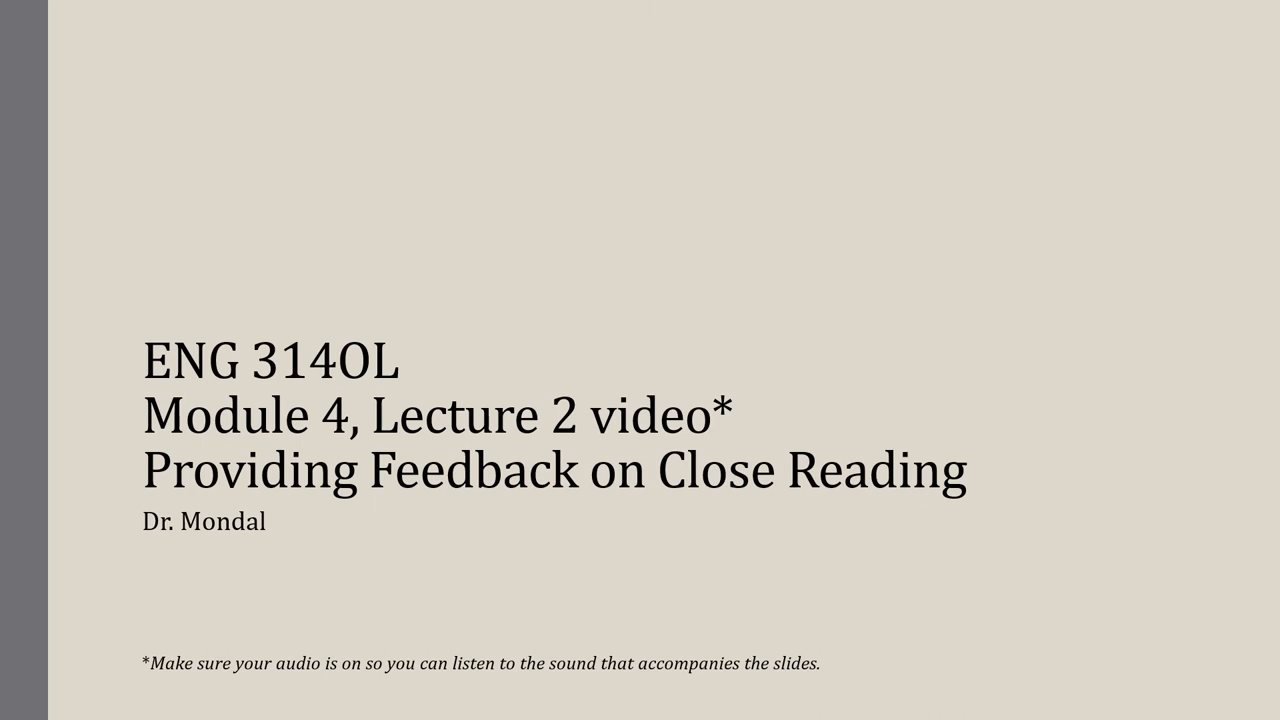 ENG 314OL
Module 4, Lecture 2 video*
Providing Feedback on Close Reading
Dr. Mondal
*Make sure your audio is on so you can listen to the sound that accompanies the slides.